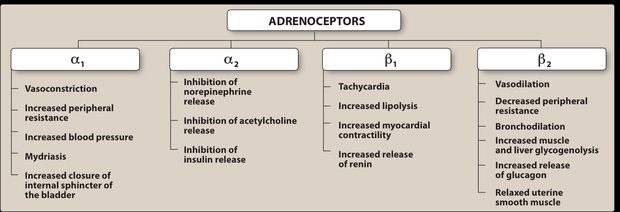 ADRENOCEPTORS
α1
Vasoconstriction
Increased peripheral
resistance
Increased blood pressure
Mydriasis
Increased closure of
internal sphincter of
the bladder
α2
Inhibition of
norepinephrine
release
Inhibition of acetylcholine
release
Inhibition of
insulin release
β1
Tachycardia
Increased lipolysis
Increased myocardial
contractility
Increased release
of renin
β2
Vasodilation
Decreased peripheral
resistance
Bronchodilation
Increased muscle
and liver glycogenolysis
Increased release
of glucagon
Relaxed uterine
smooth muscle